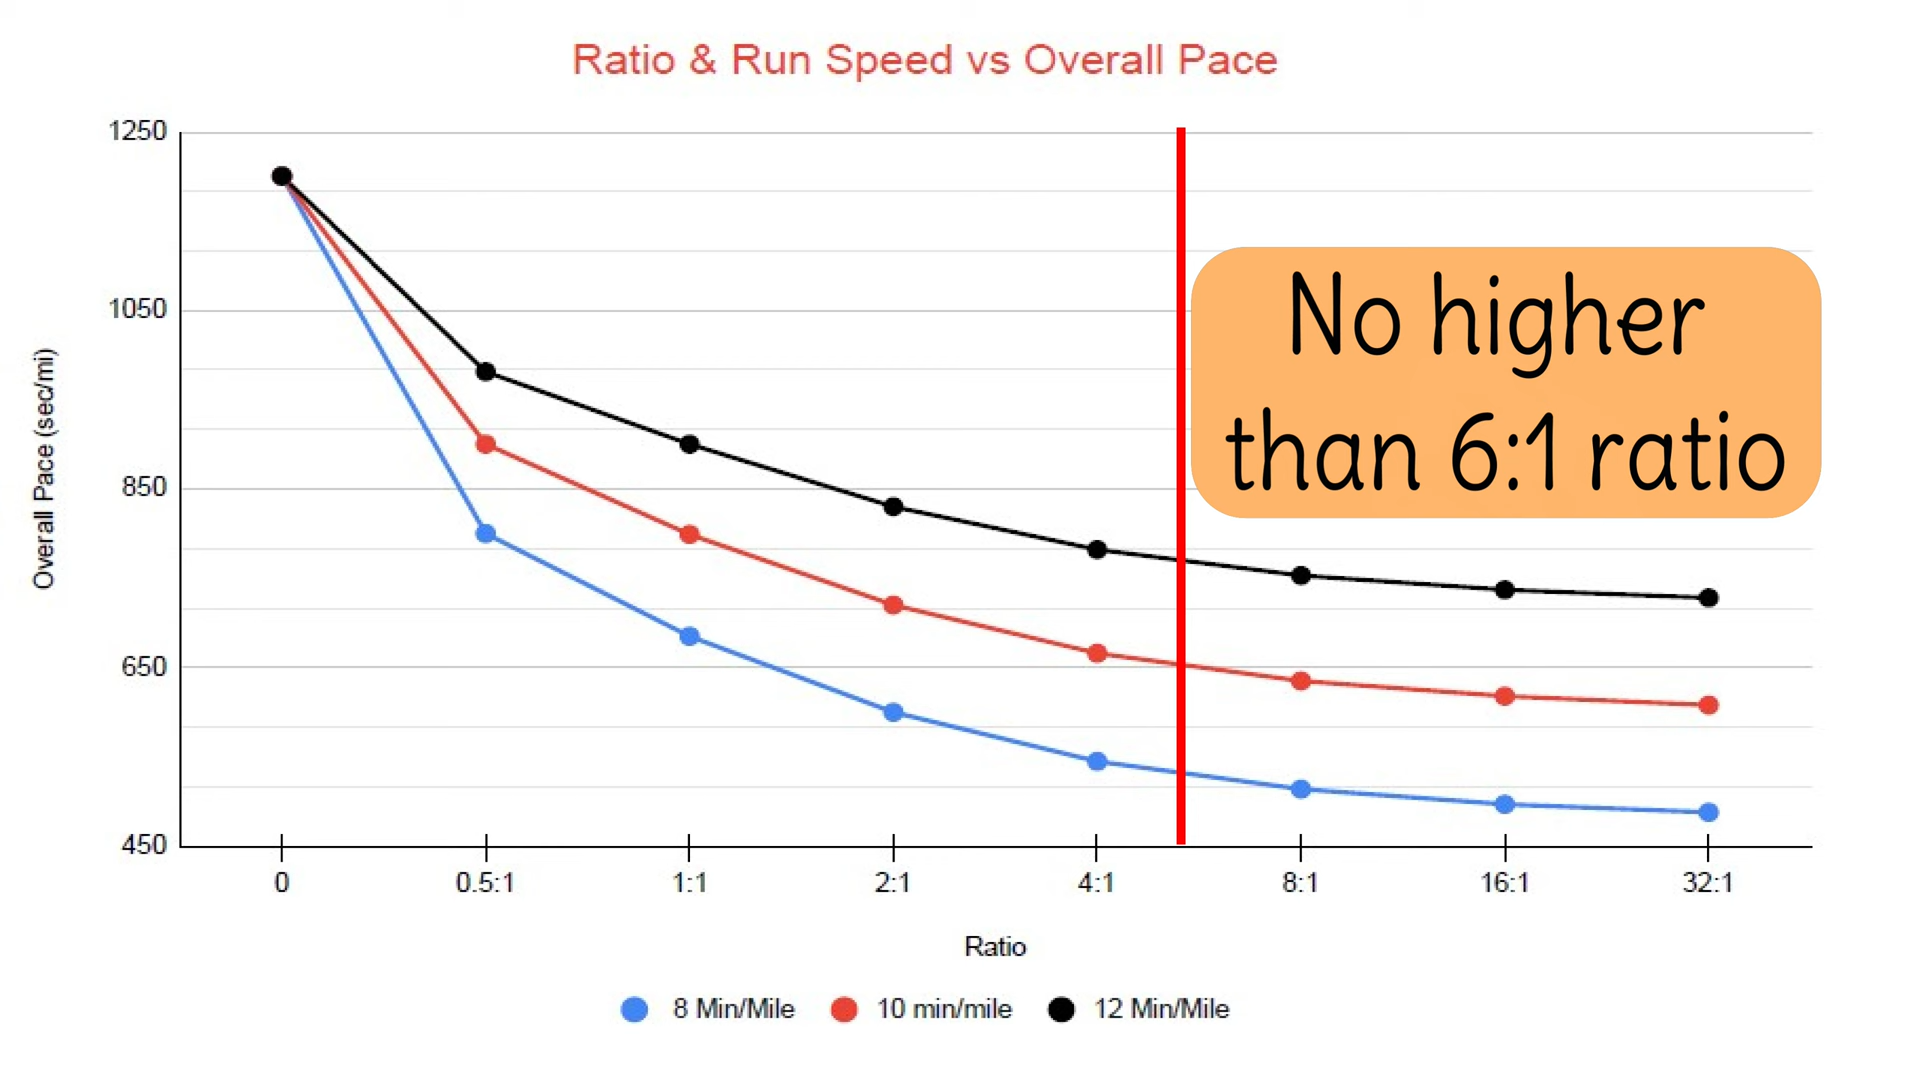 Ratio & Run Speed vs Overall Pace
1250
1050
850
650
450
Overall Pace (sec/mi)
No higher
than 6:1 ratio
0 0.5:1 1:1 2:1 4:1 8:1 16:1 32:1
Ratio
8 Min/Mile 10 min/mile 12 Min/Mile